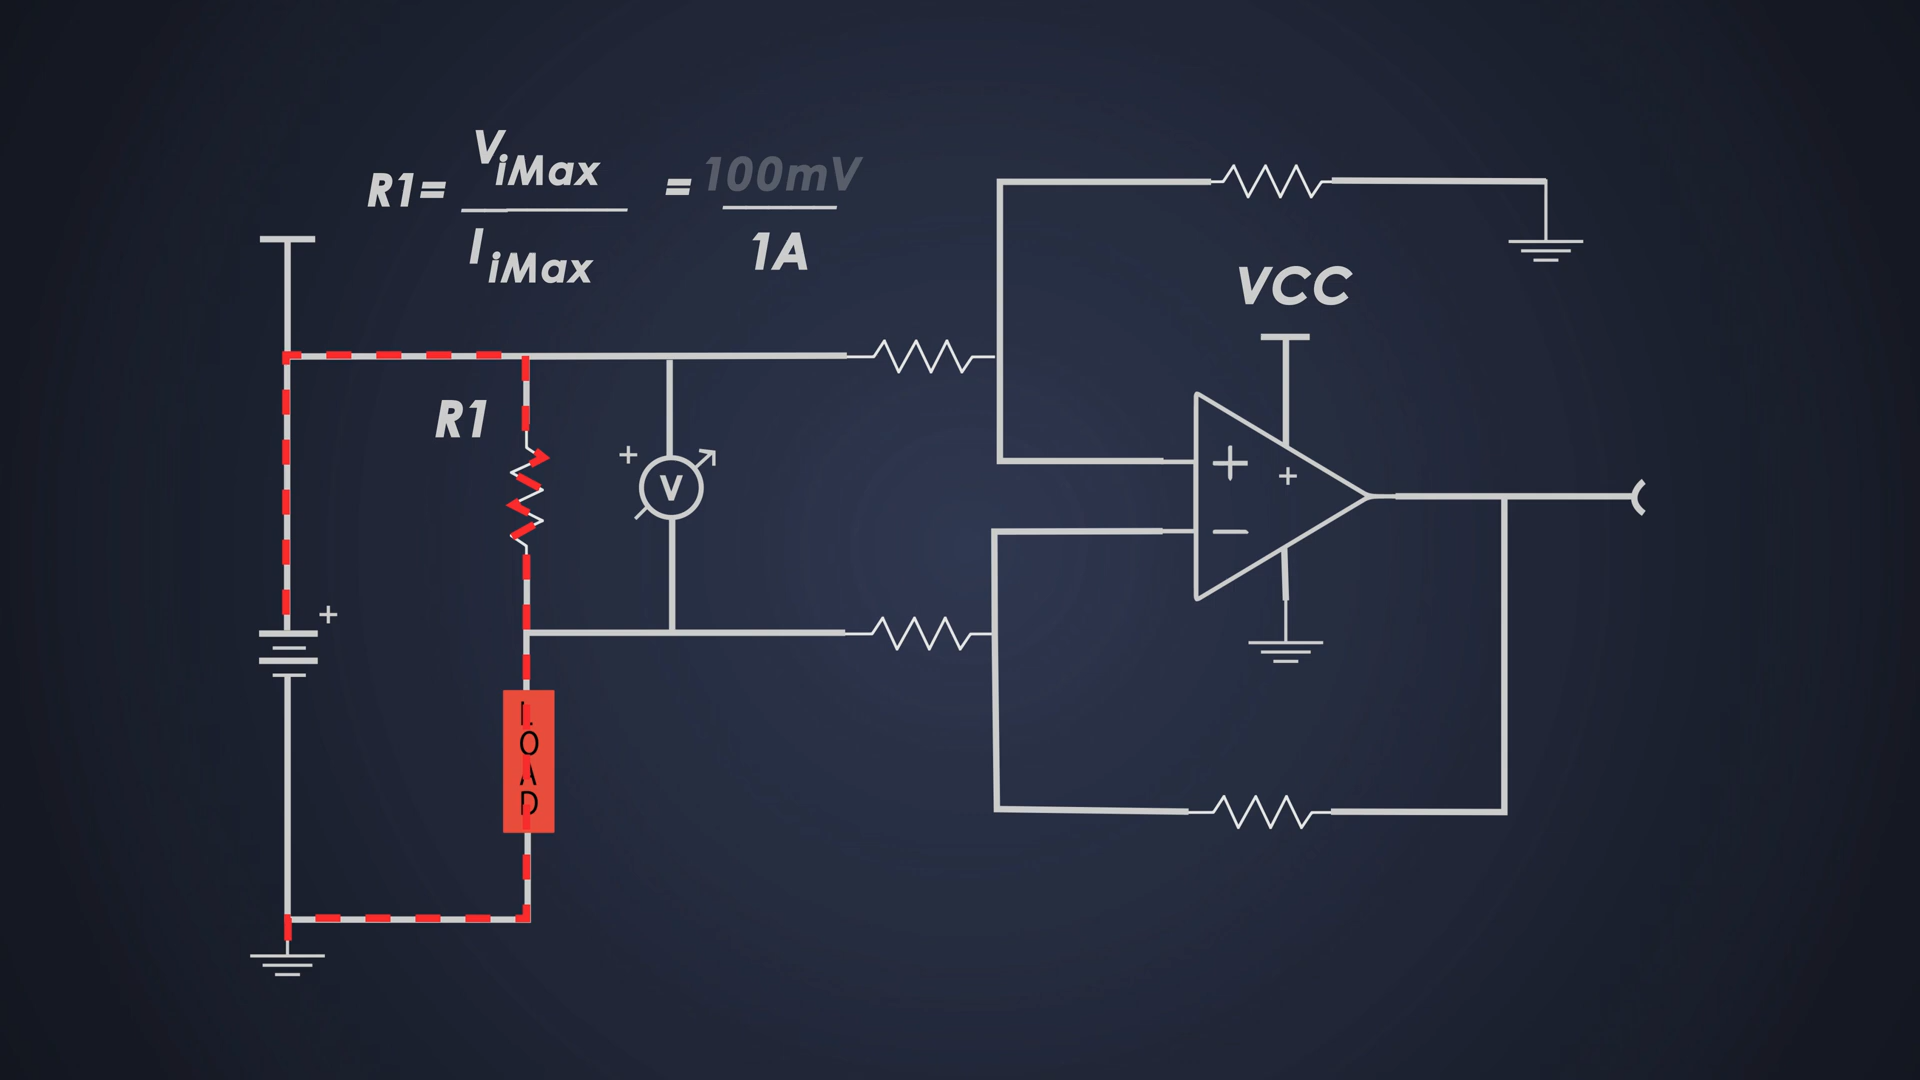 R1= ViMax / IiMax = 100mV / 1A
VCC
R1
+
V
+
+
−
+
LOAD